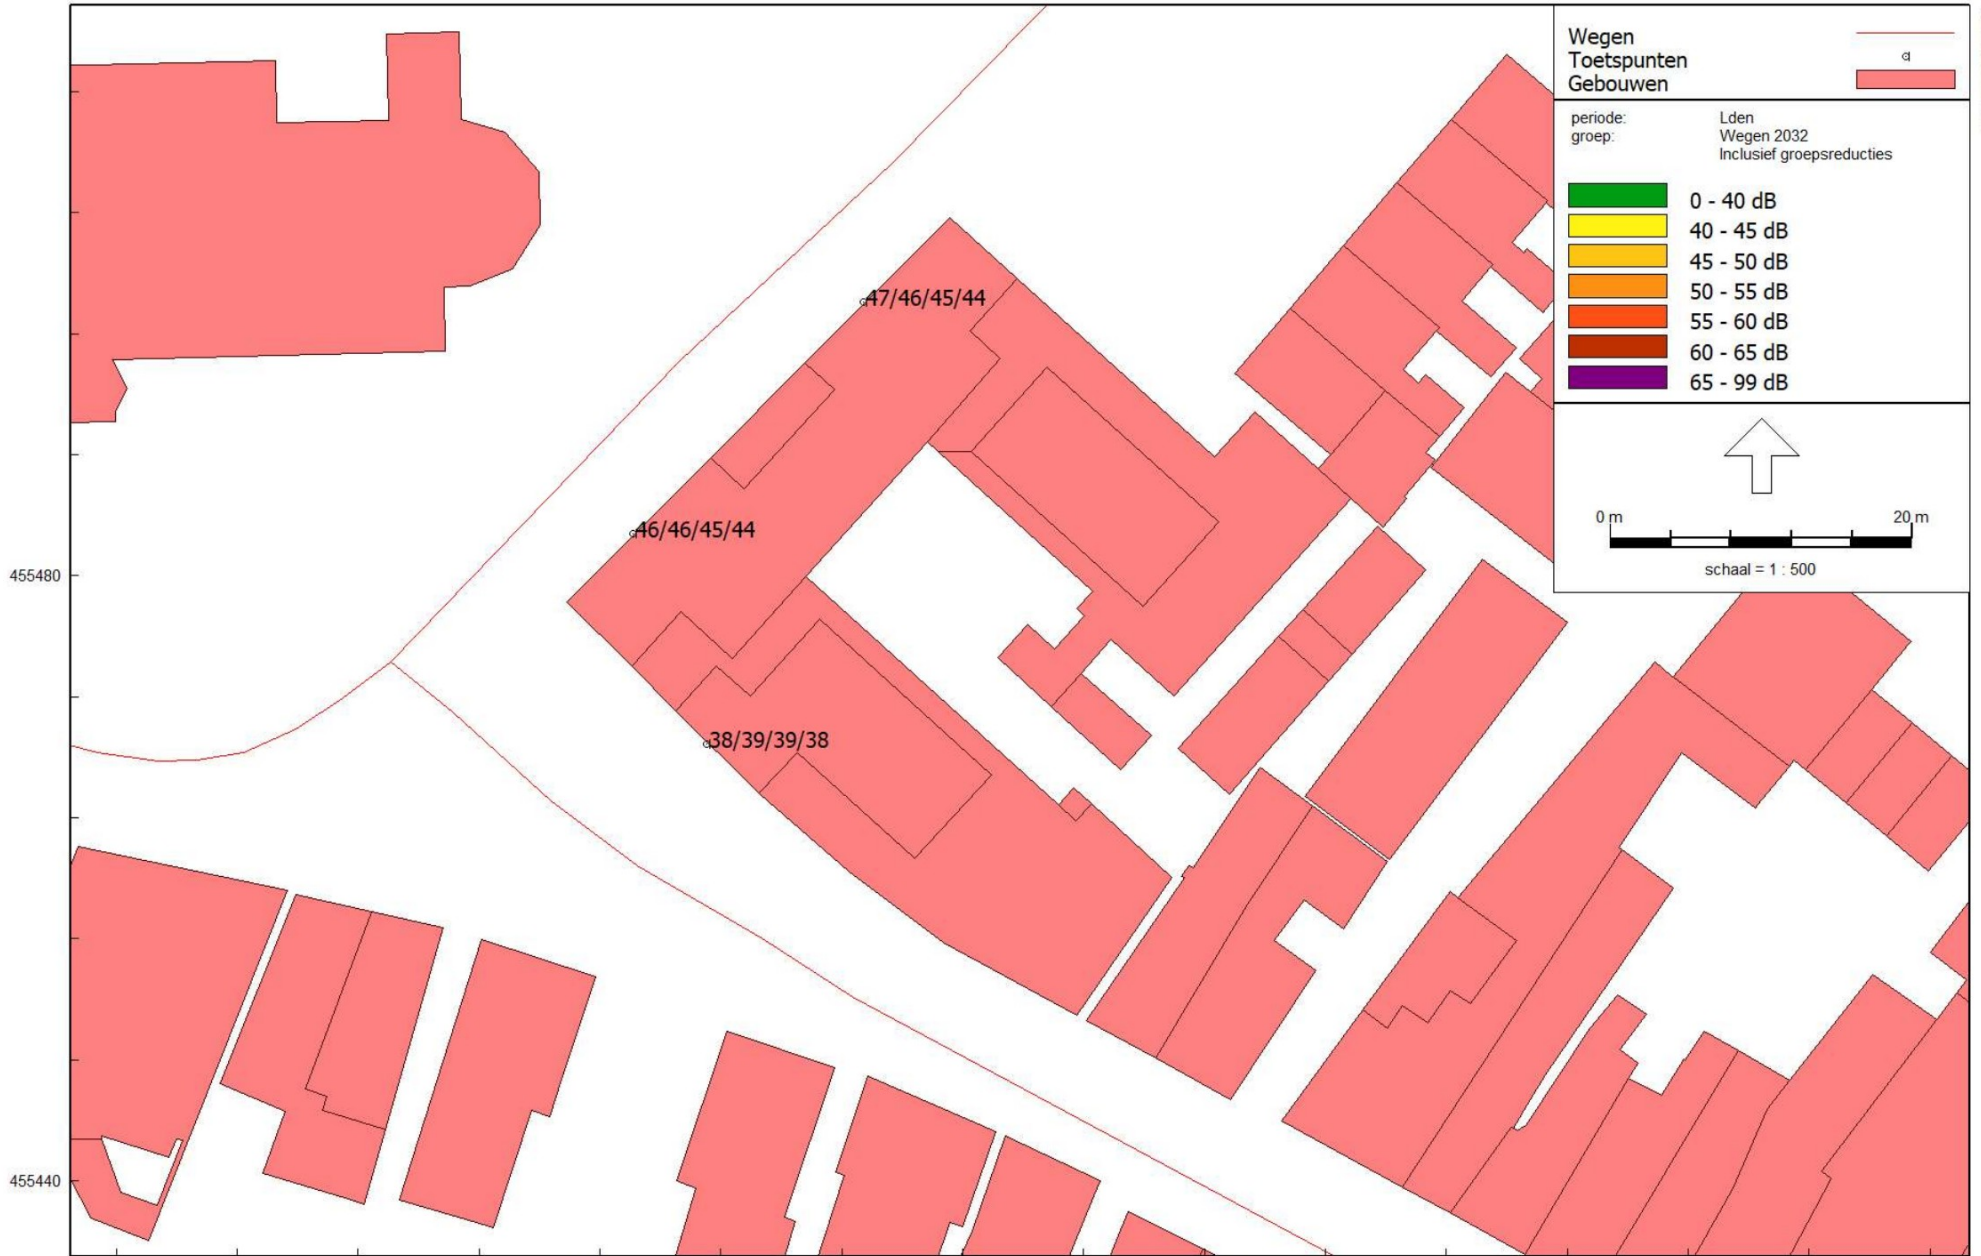 Wegen
Toetspunten
Gebouwen
periode: Lden
groep: Wegen 2032
Inclusief groepsreducties
0 - 40 dB
40 - 45 dB
45 - 50 dB
50 - 55 dB
55 - 60 dB
60 - 65 dB
65 - 99 dB
0 m 20 m
schaal = 1 : 500
47/46/45/44
46/46/45/44
455480
38/39/39/38
455440